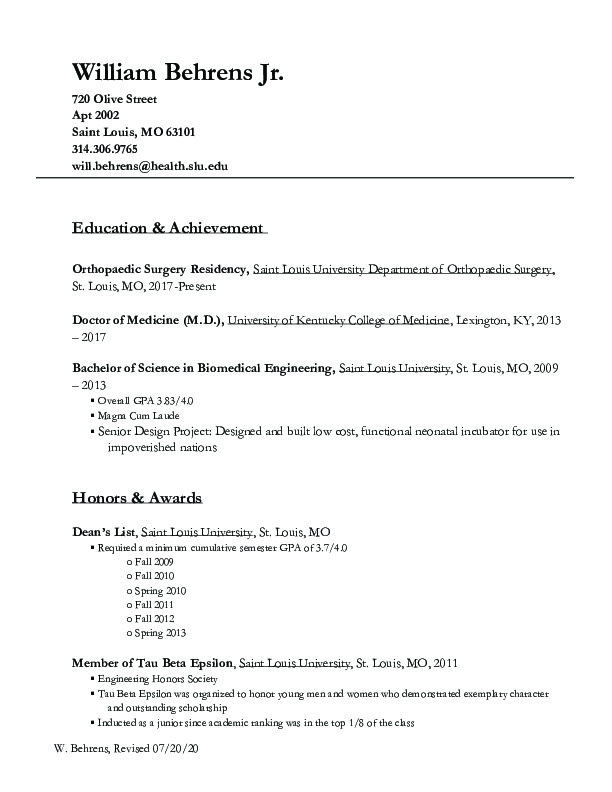 William Behrens Jr.
720 Olive Street
Apt 2002
Saint Louis, MO 63101
314.306.9765
will.behrens@health.slu.edu
Education & Achievement
Orthopaedic Surgery Residency, Saint Louis University Department of Orthopaedic Surgery,
St. Louis, MO, 2017-Present
Doctor of Medicine (M.D.), University of Kentucky College of Medicine, Lexington, KY, 2013
– 2017
Bachelor of Science in Biomedical Engineering, Saint Louis University, St. Louis, MO, 2009
– 2013
▪ Overall GPA 3.83/4.0
▪ Magna Cum Laude
▪ Senior Design Project: Designed and built low cost, functional neonatal incubator for use in
impoverished nations
Honors & Awards
Dean's List, Saint Louis University, St. Louis, MO
▪ Required a minimum cumulative semester GPA of 3.7/4.0
o Fall 2009
o Fall 2010
o Spring 2010
o Fall 2011
o Fall 2012
o Spring 2013
Member of Tau Beta Epsilon, Saint Louis University, St. Louis, MO, 2011
▪ Engineering Honors Society
▪ Tau Beta Epsilon was organized to honor young men and women who demonstrated exemplary character
and outstanding scholarship
▪ Inducted as a junior since academic ranking was in the top 1/8 of the class
W. Behrens, Revised 07/20/20